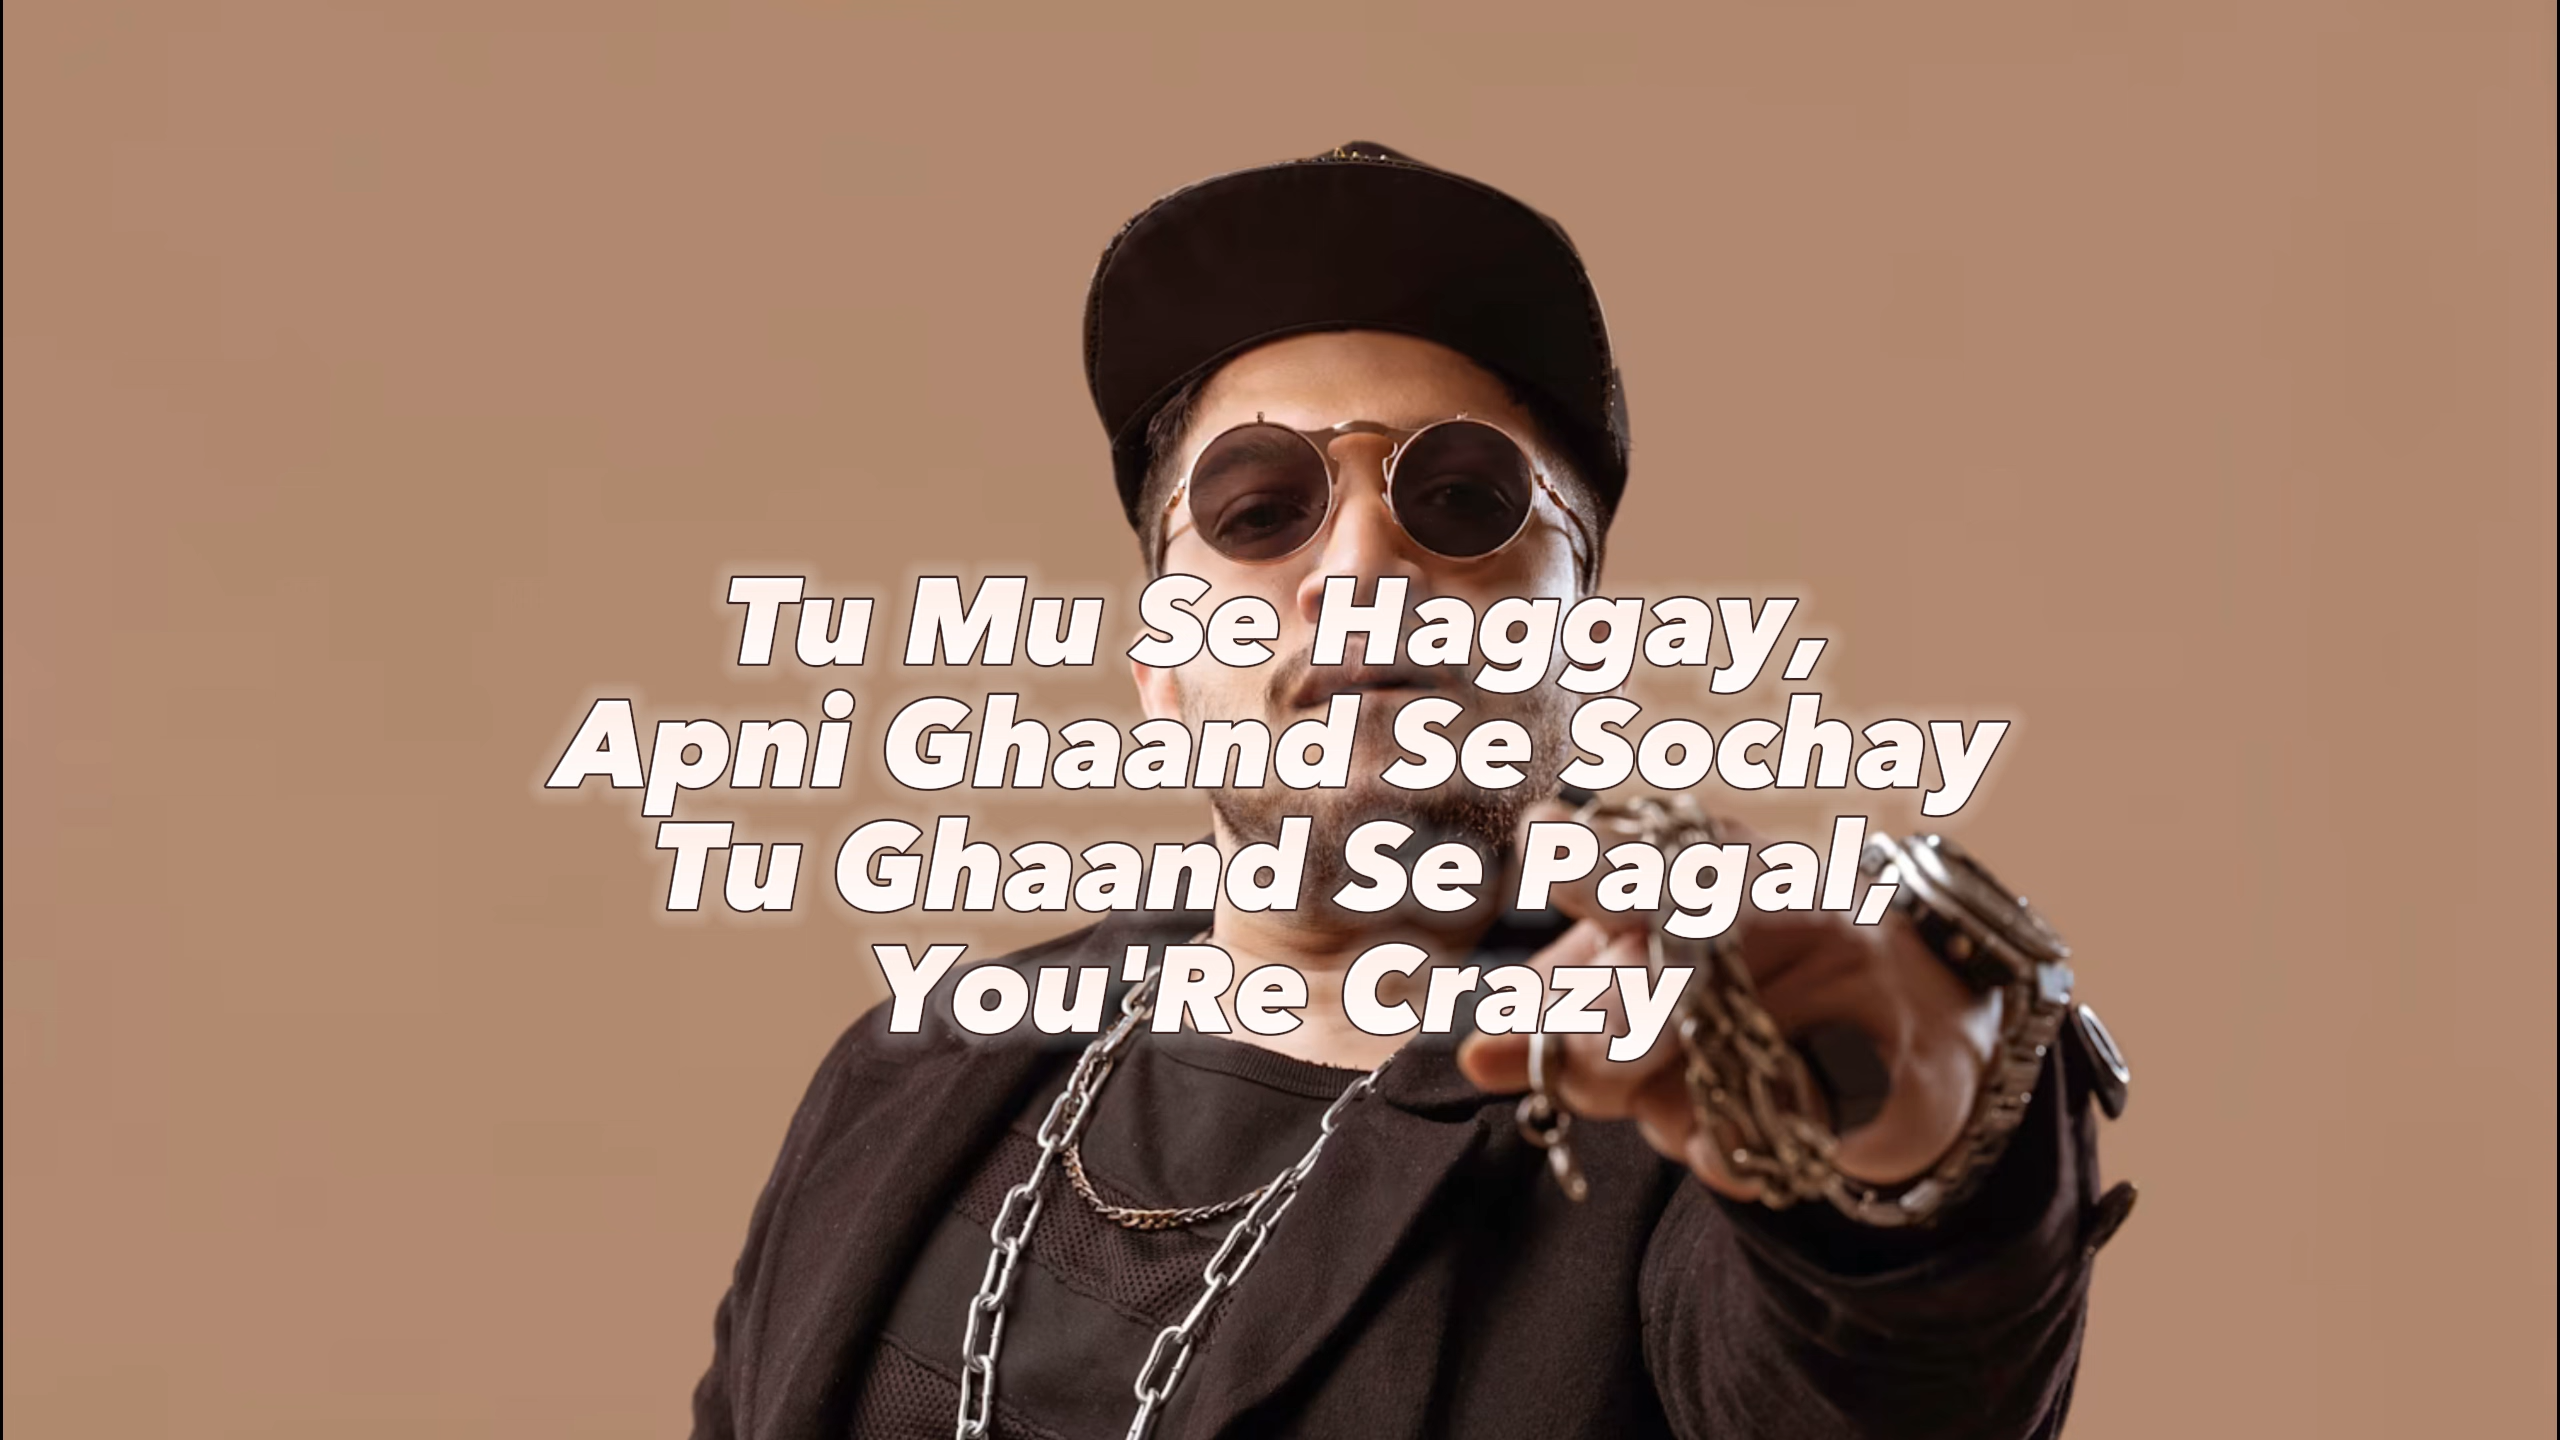 Tu Mu Se Haggay,
Apni Ghaand Se Sochay
Tu Ghaand Se Pagal,
You'Re Crazy